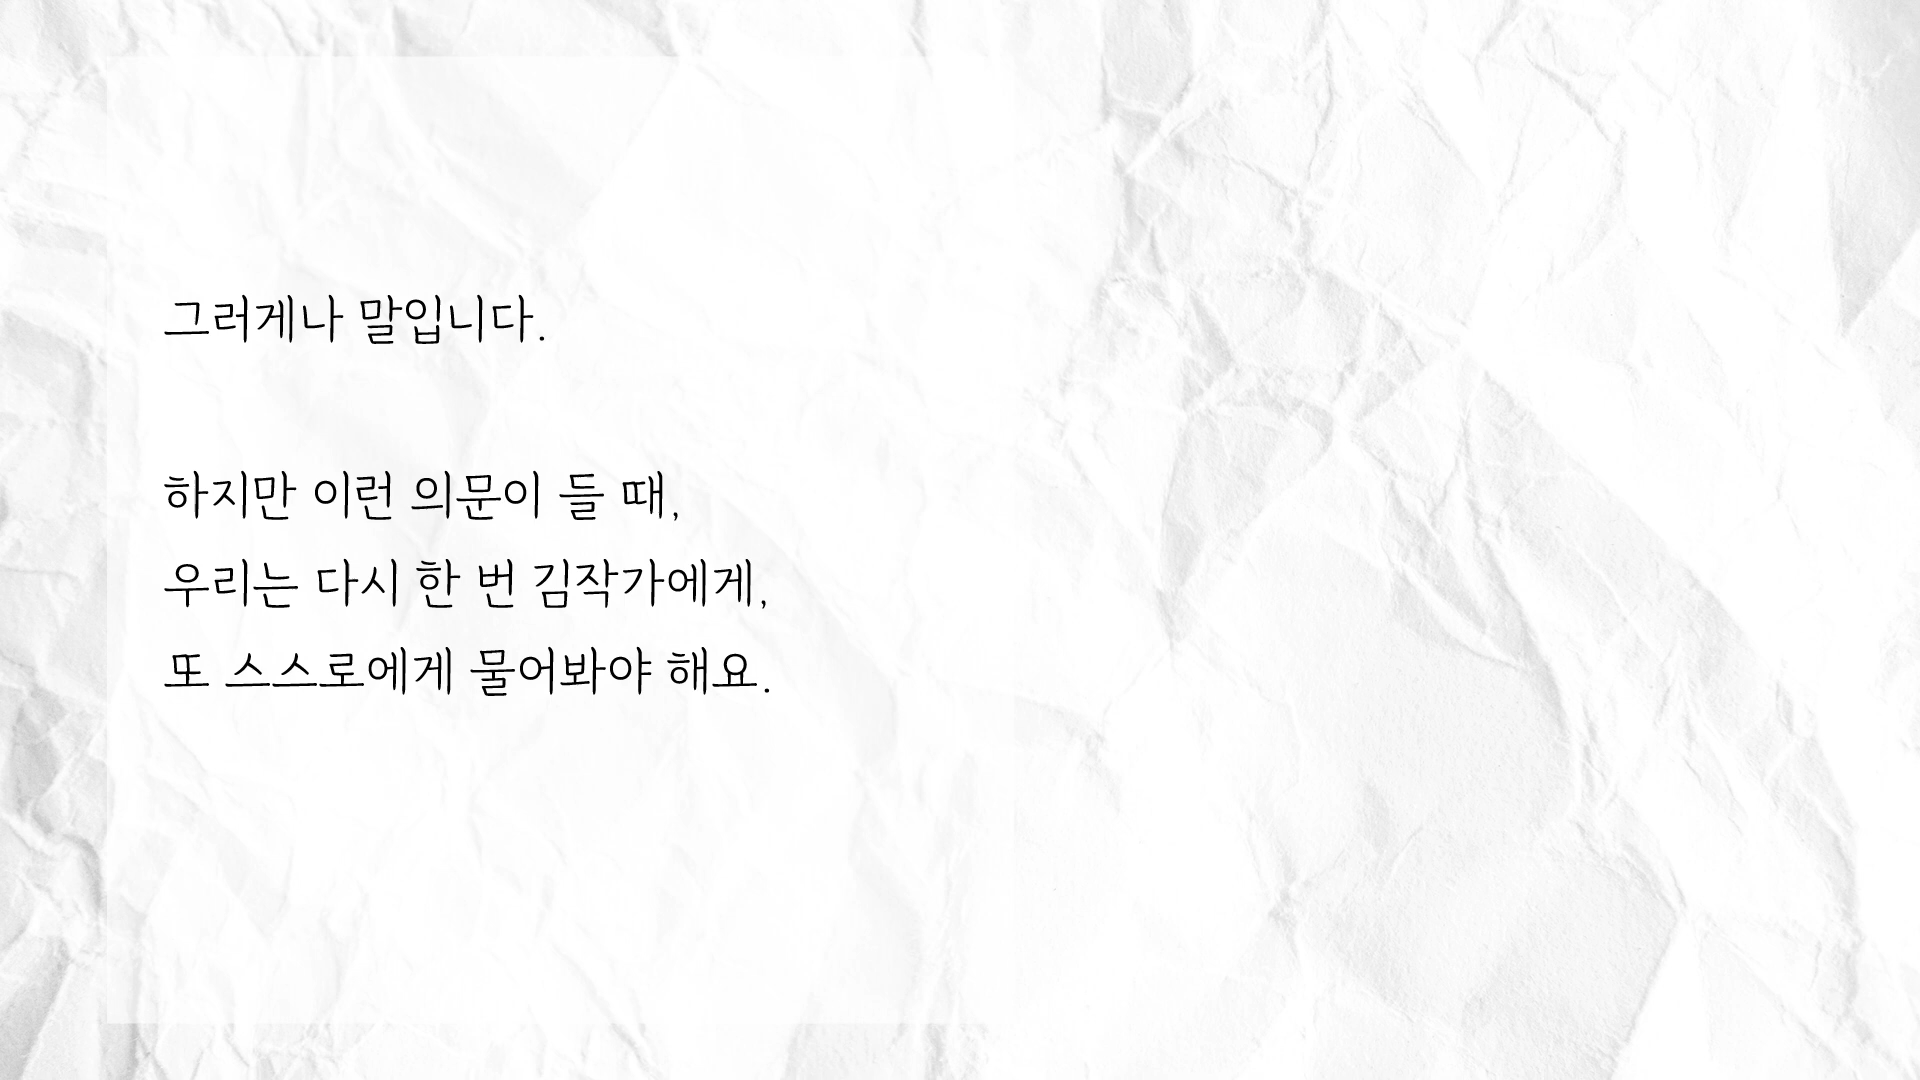 그러게나 말입니다.
하지만 이런 의문이 들 때,
우리는 다시 한 번 김작가에게,
또 스스로에게 물어봐야 해요.